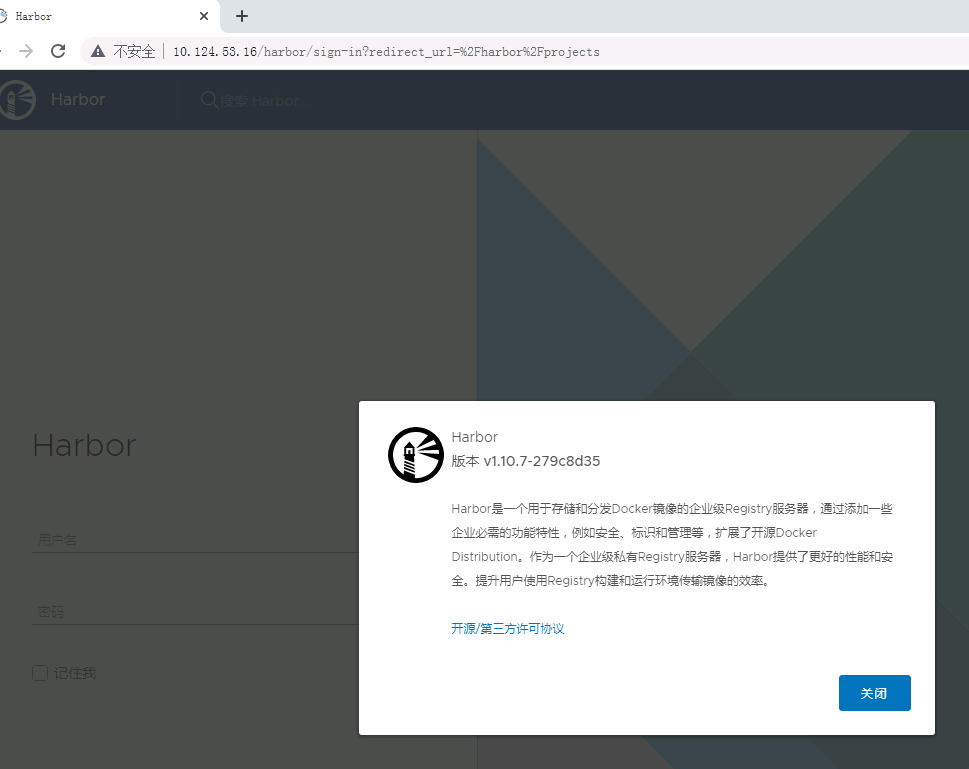 Harbor
不安全 10.124.53.16/harbor/sign-in?redirect_url=%2Fharbor%2Fprojects
Harbor 搜索 Harbor...
Harbor
用户名
密码
记住我
Harbor
版本 v1.10.7-279c8d35
Harbor是一个用于存储和分发Docker镜像的企业级Registry服务器，通过添加一些
企业必需的功能特性，例如安全、标识和管理等，扩展了开源Docker
Distribution。作为一个企业级私有Registry服务器，Harbor提供了更好的性能和安
全。提升用户使用Registry构建和运行环境传输镜像的效率。
开源/第三方许可协议
关闭